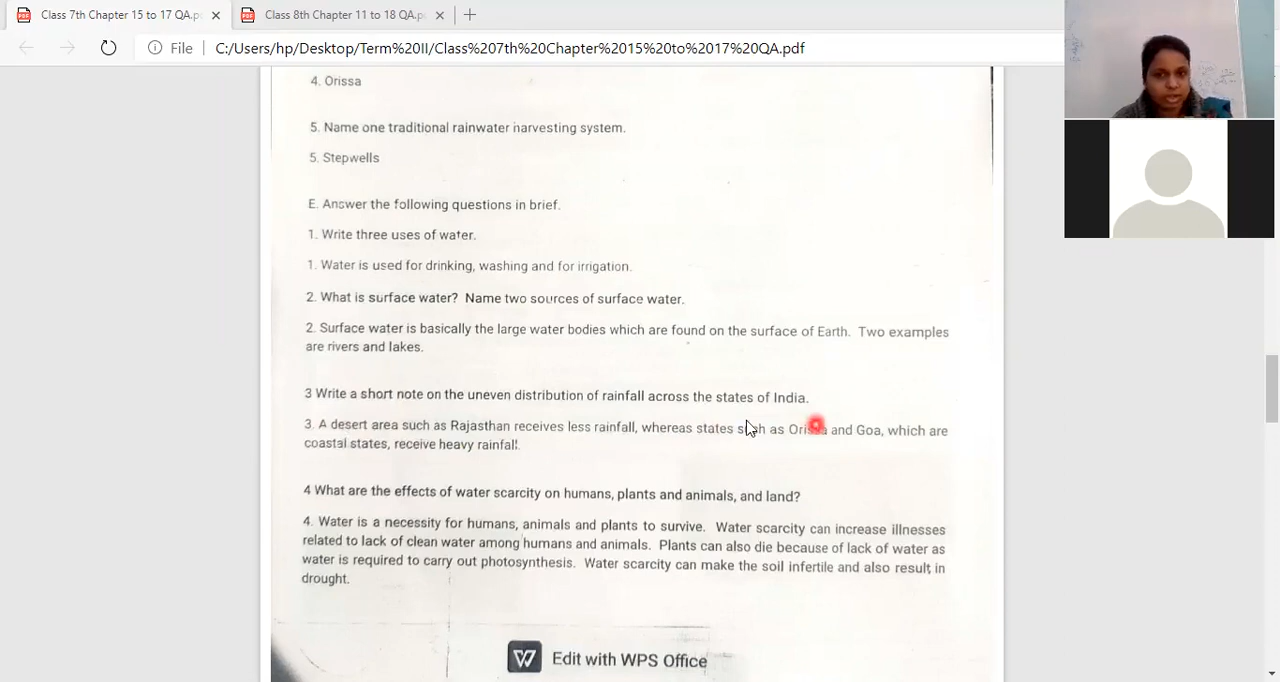 Class 7th Chapter 15 to 17 QA.p
Class 8th Chapter 11 to 18 QA.p
File
C:/Users/hp/Desktop/Term%20II/Class%207th%20Chapter%2015%20to%2017%20QA.pdf
4. Orissa
5. Name one traditional rainwater harvesting system.
5. Stepwells
E. Answer the following questions in brief.
1. Write three uses of water.
1. Water is used for drinking, washing and for irrigation.
2. What is surface water? Name two sources of surface water.
2. Surface water is basically the large water bodies which are found on the surface of Earth. Two examples
are rivers and lakes.
3 Write a short note on the uneven distribution of rainfall across the states of India.
3. A desert area such as Rajasthan receives less rainfall, whereas states such as Orissa and Goa, which are
coastal states, receive heavy rainfall.
4 What are the effects of water scarcity on humans, plants and animals, and land?
4. Water is a necessity for humans, animals and plants to survive. Water scarcity can increase illnesses
related to lack of clean water among humans and animals. Plants can also die because of lack of water as
water is required to carry out photosynthesis. Water scarcity can make the soil infertile and also result in
drought.
Edit with WPS Office